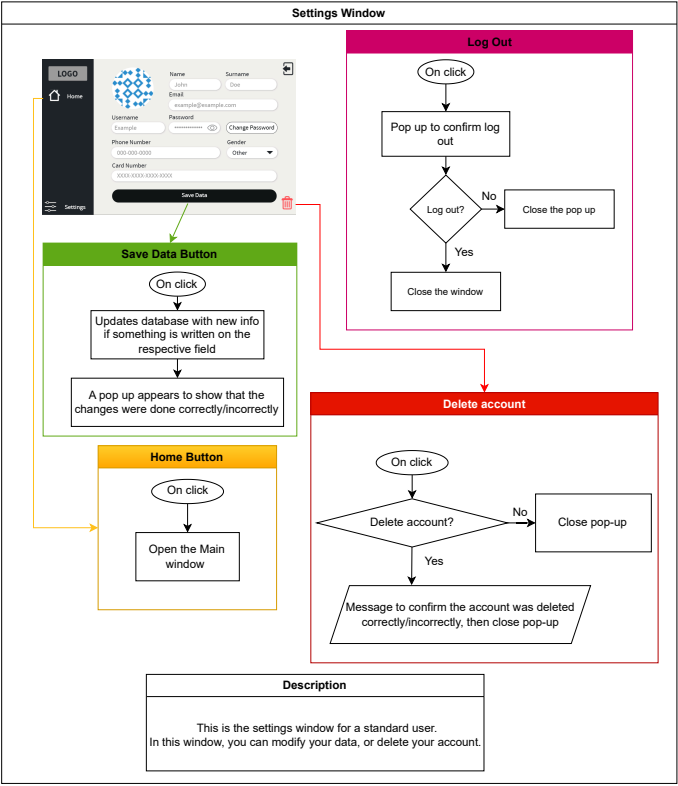 Settings Window
LOGO
Home
Settings
Name
Surname
John
Doe
Email
example@example.com
Username
Password
Example
Change Password
Phone Number
Gender
000-000-0000
Other
Card Number
XXXX-XXXX-XXXX-XXXX
Save Data
Log Out
On click
Pop up to confirm log
out
Log out?
No
Close the pop up
Yes
Close the window
Save Data Button
On click
Updates database with new info
if something is written on the
respective field
A pop up appears to show that the
changes were done correctly/incorrectly
Home Button
On click
Open the Main
window
Delete account
On click
Delete account?
No
Close pop-up
Yes
Message to confirm the account was deleted
correctly/incorrectly, then close pop-up
Description
This is the settings window for a standard user.
In this window, you can modify your data, or delete your account.